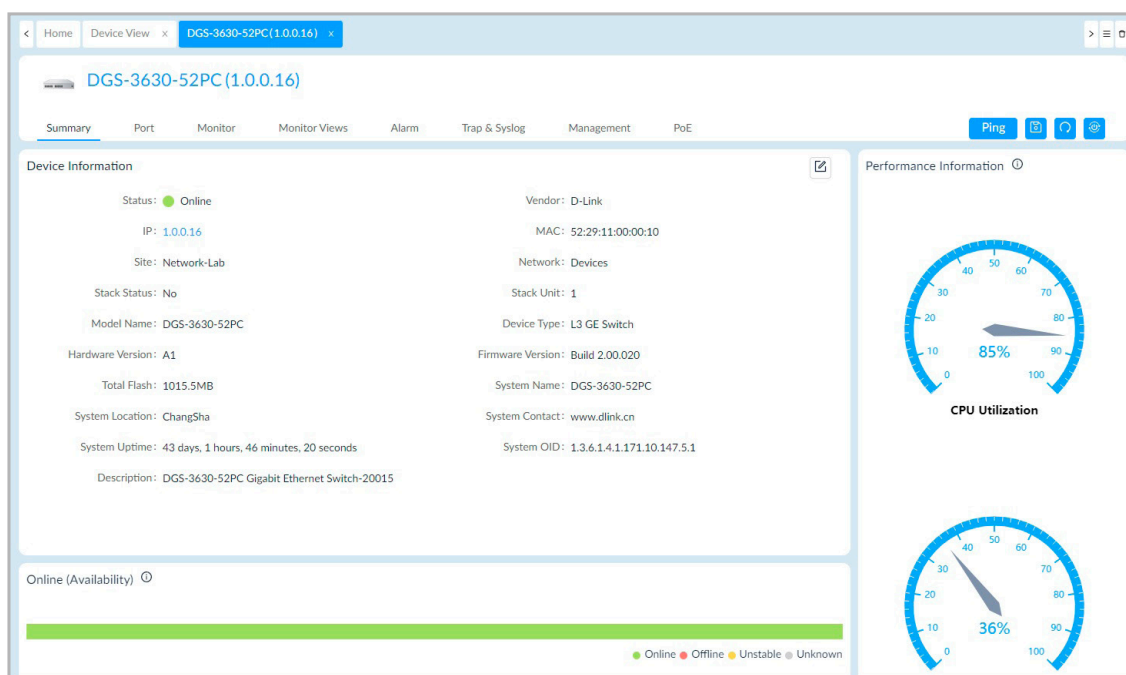 Home Device View × DGS-3630-52PC(1.0.0.16) ×
DGS-3630-52PC(1.0.0.16)
Summary Port Monitor Monitor Views Alarm Trap & Syslog Management PoE Ping
Device Information
Status: Online Vendor: D-Link
IP: 1.0.0.16 MAC: 52:29:11:00:00:10
Site: Network-Lab Network: Devices
Stack Status: No Stack Unit: 1
Model Name: DGS-3630-52PC Device Type: L3 GE Switch
Hardware Version: A1 Firmware Version: Build 2.00.020
Total Flash: 1015.5MB System Name: DGS-3630-52PC
System Location: ChangSha System Contact: www.dlink.cn
System Uptime: 43 days, 1 hours, 46 minutes, 20 seconds System OID: 1.3.6.1.4.1.171.10.147.5.1
Description: DGS-3630-52PC Gigabit Ethernet Switch-20015
Online (Availability)
Online Offline Unstable Unknown
Performance Information
0 10 20 30 40 50 60 70 80 90 100
85%
CPU Utilization
0 10 20 30 40 50 60 70 80 90 100
36%